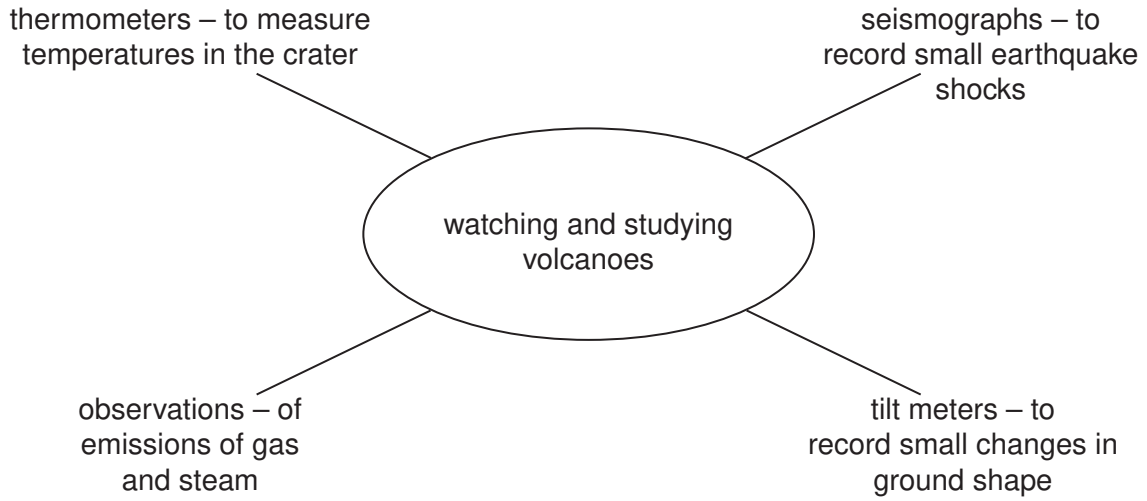 thermometers – to measure
temperatures in the crater
seismographs – to
record small earthquake
shocks
watching and studying
volcanoes
observations – of
emissions of gas
and steam
tilt meters – to
record small changes in
ground shape